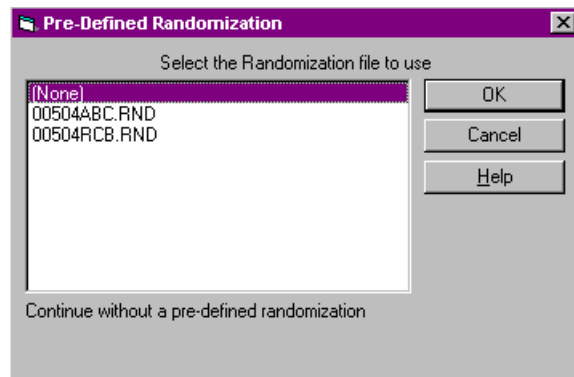 Pre-Defined Randomization
Select the Randomization file to use
(None)
00504ABC.RND
00504RCB.RND
OK
Cancel
Help
Continue without a pre-defined randomization